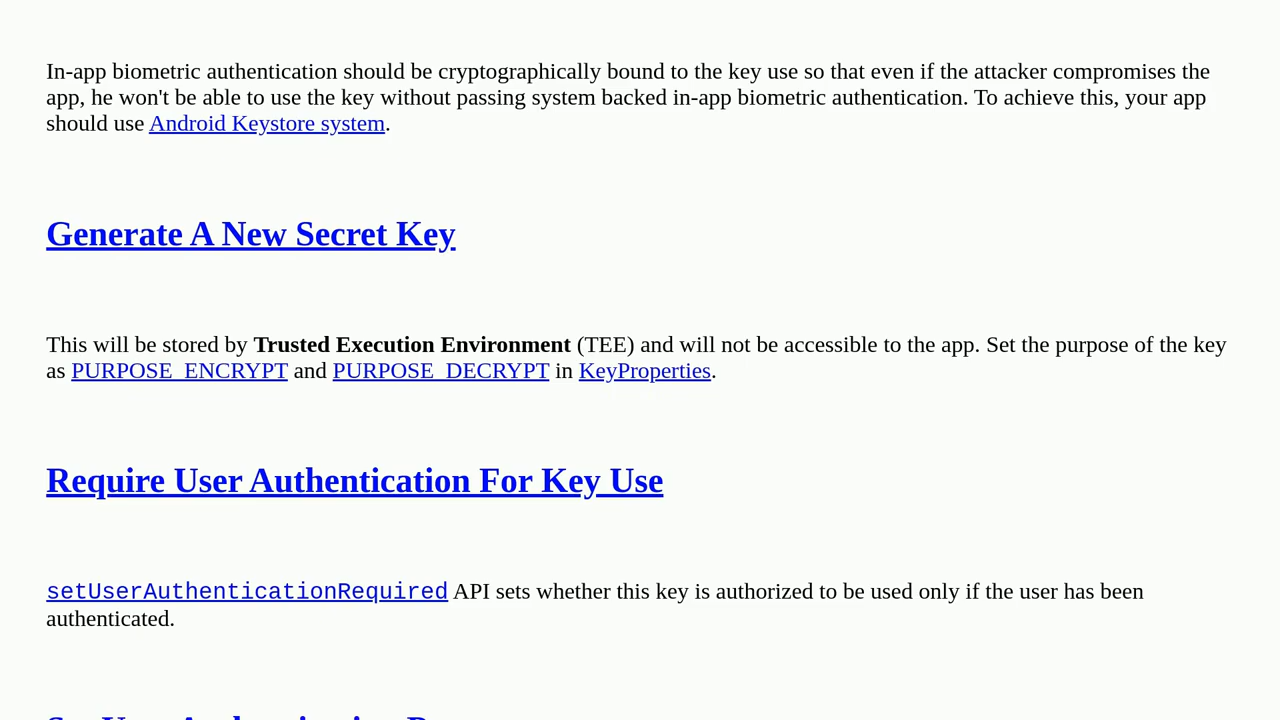 In-app biometric authentication should be cryptographically bound to the key use so that even if the attacker compromises the
app, he won't be able to use the key without passing system backed in-app biometric authentication. To achieve this, your app
should use Android Keystore system.
Generate A New Secret Key
This will be stored by Trusted Execution Environment (TEE) and will not be accessible to the app. Set the purpose of the key
as PURPOSE_ENCRYPT and PURPOSE_DECRYPT in KeyProperties.
Require User Authentication For Key Use
setUserAuthenticationRequired API sets whether this key is authorized to be used only if the user has been
authenticated.